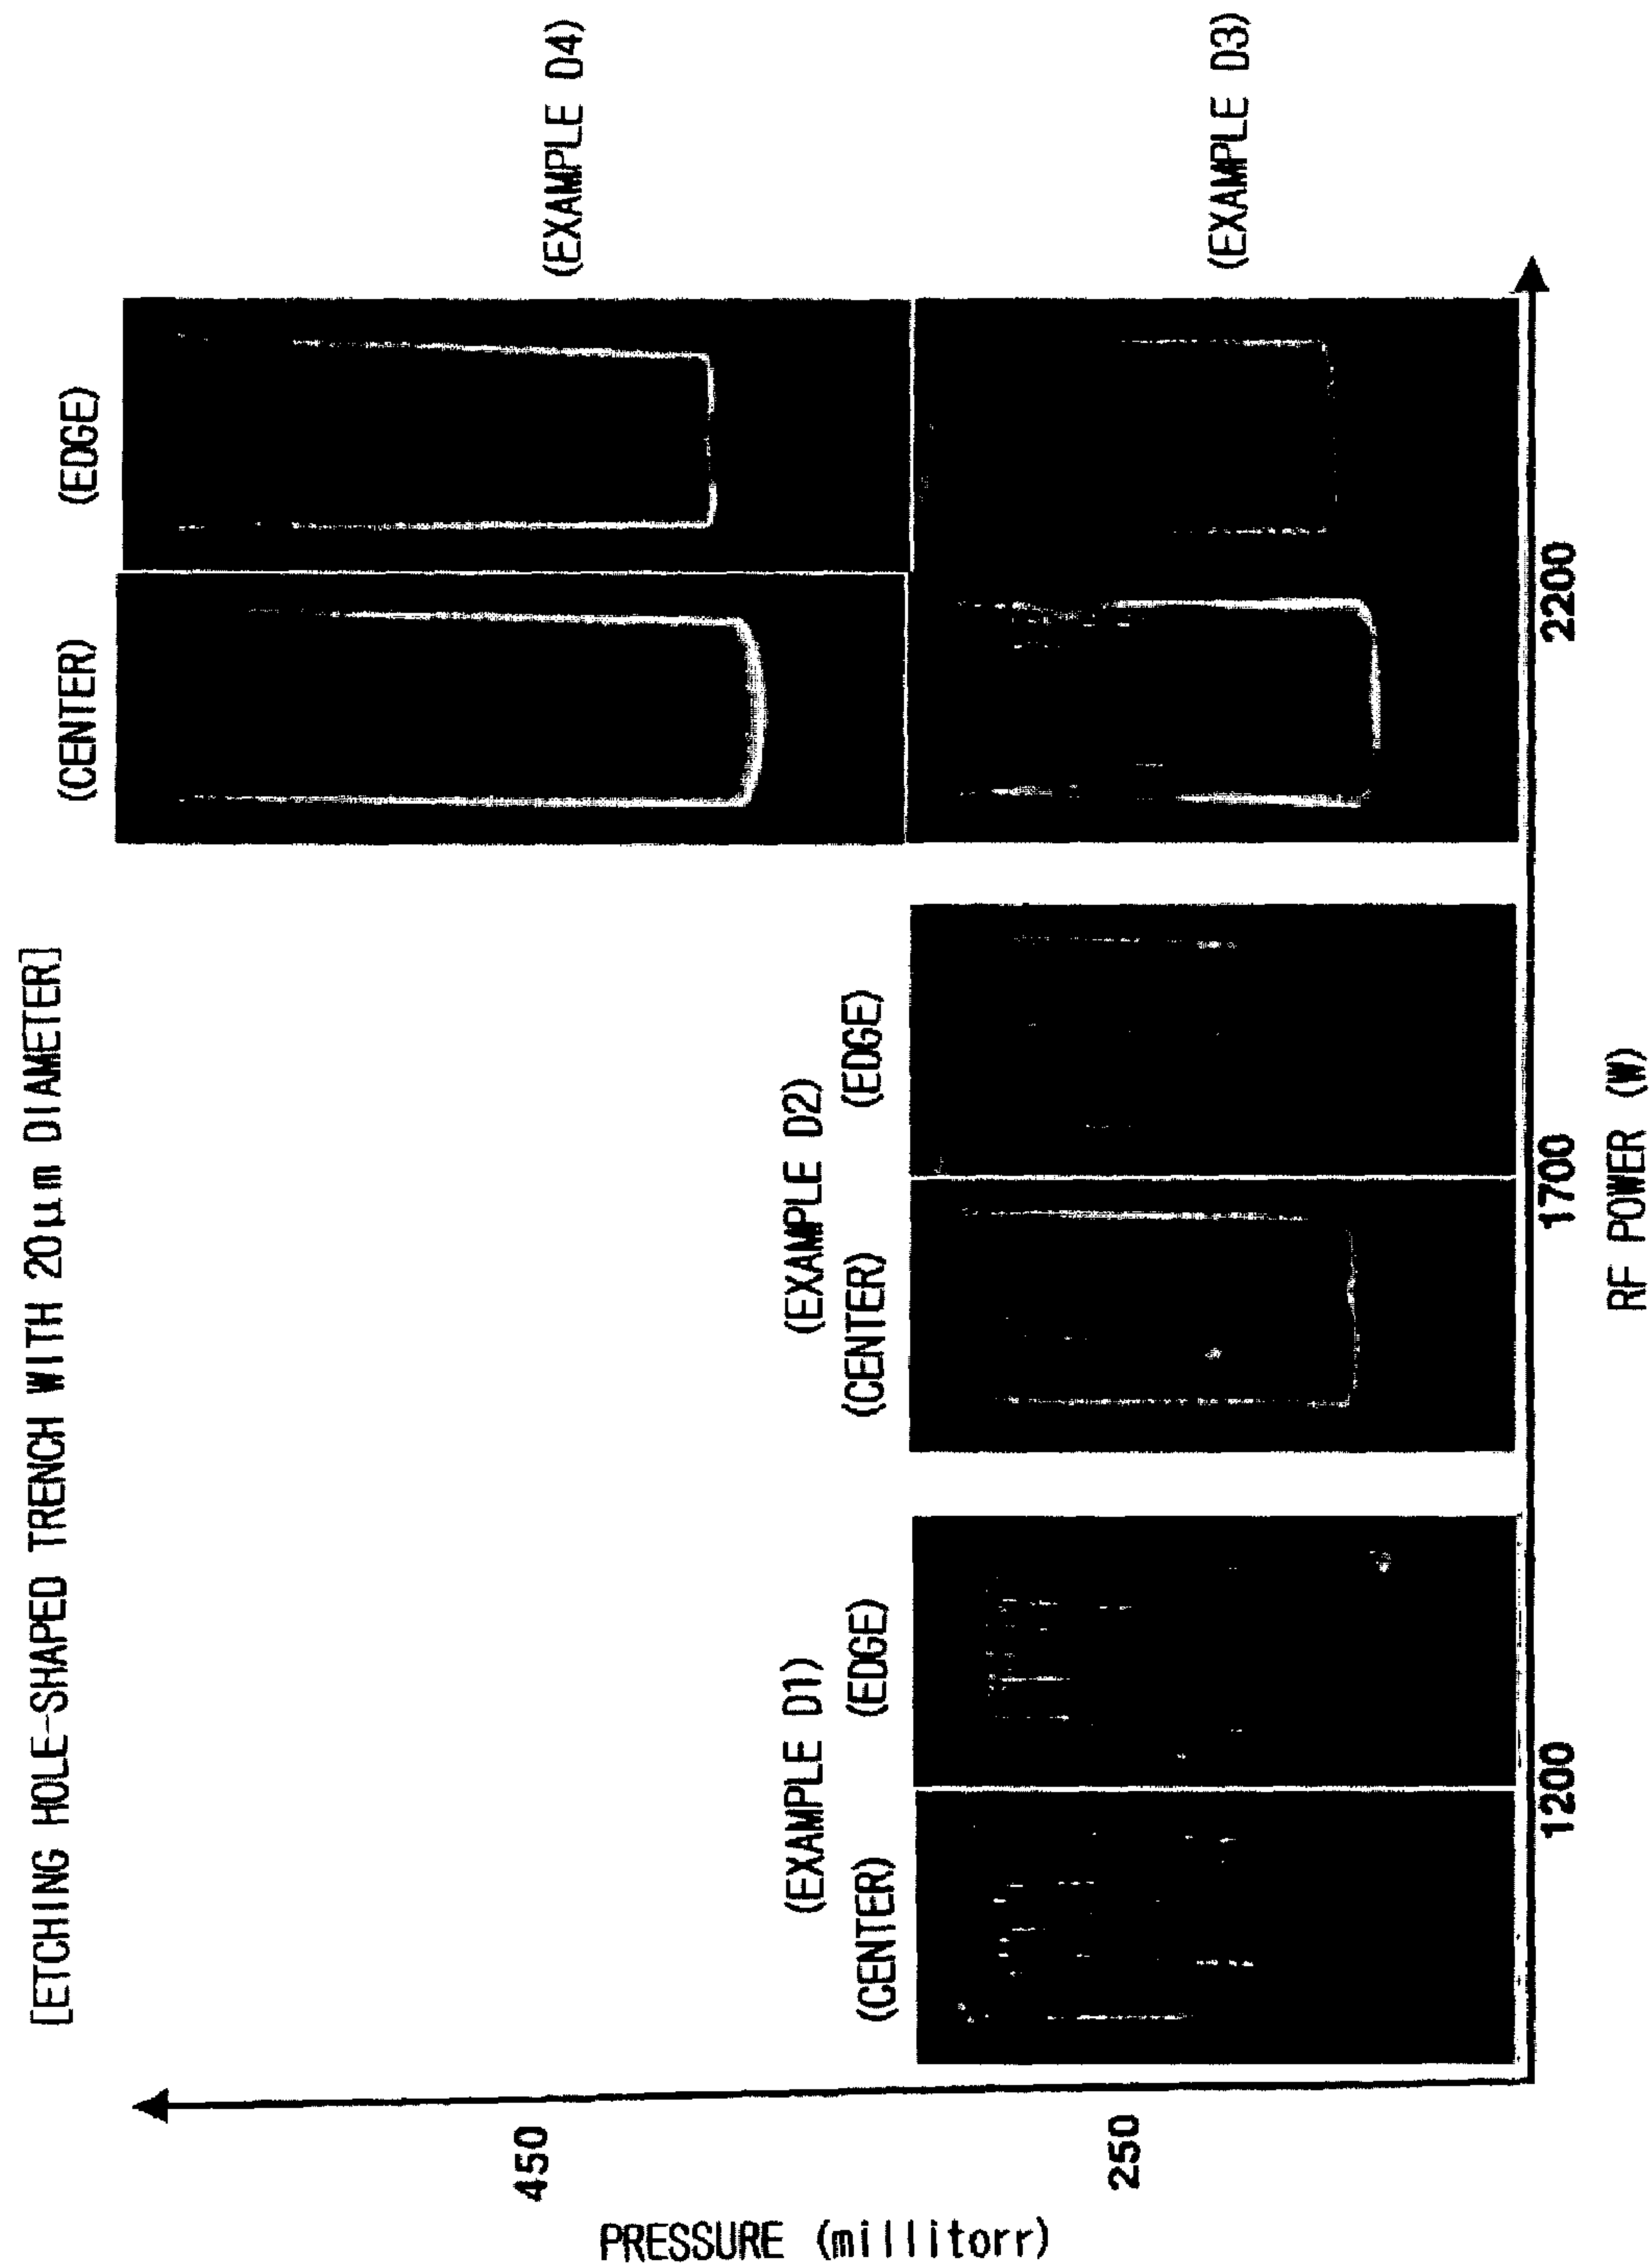 [ETCHING HOLE-SHAPED TRENCH WITH 20μm DIAMETER]
(CENTER)
(EDGE)
(EXAMPLE D4)
(EXAMPLE D1)
(CENTER)
(EDGE)
(EXAMPLE D2)
(CENTER)
(EDGE)
(EXAMPLE D3)
PRESSURE (millitorr)
450
250
1200
1700
2200
RF POWER (W)